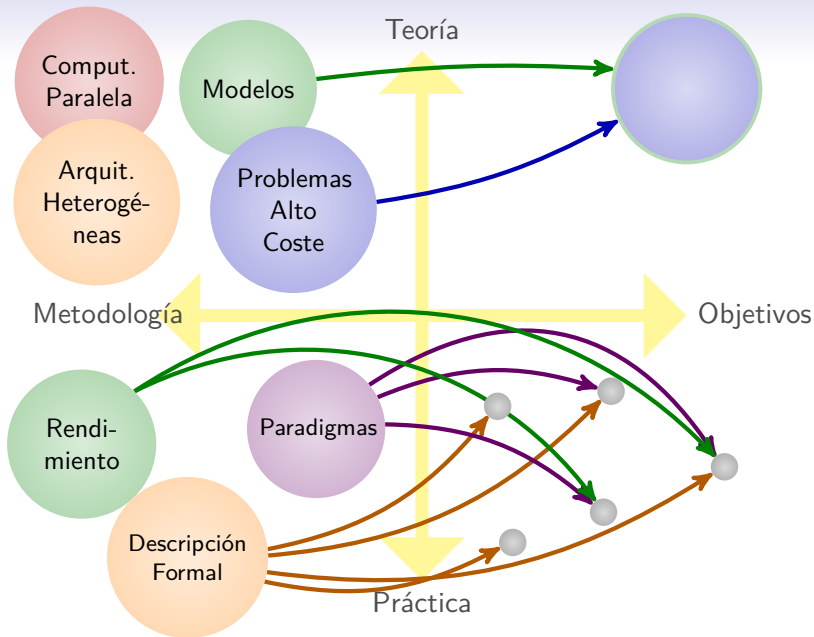 Teoría
Comput.
Paralela
Modelos
Arquit.
Heterogé-
neas
Problemas
Alto
Coste
Metodología
Objetivos
Rendi-
miento
Paradigmas
Descripción
Formal
Práctica